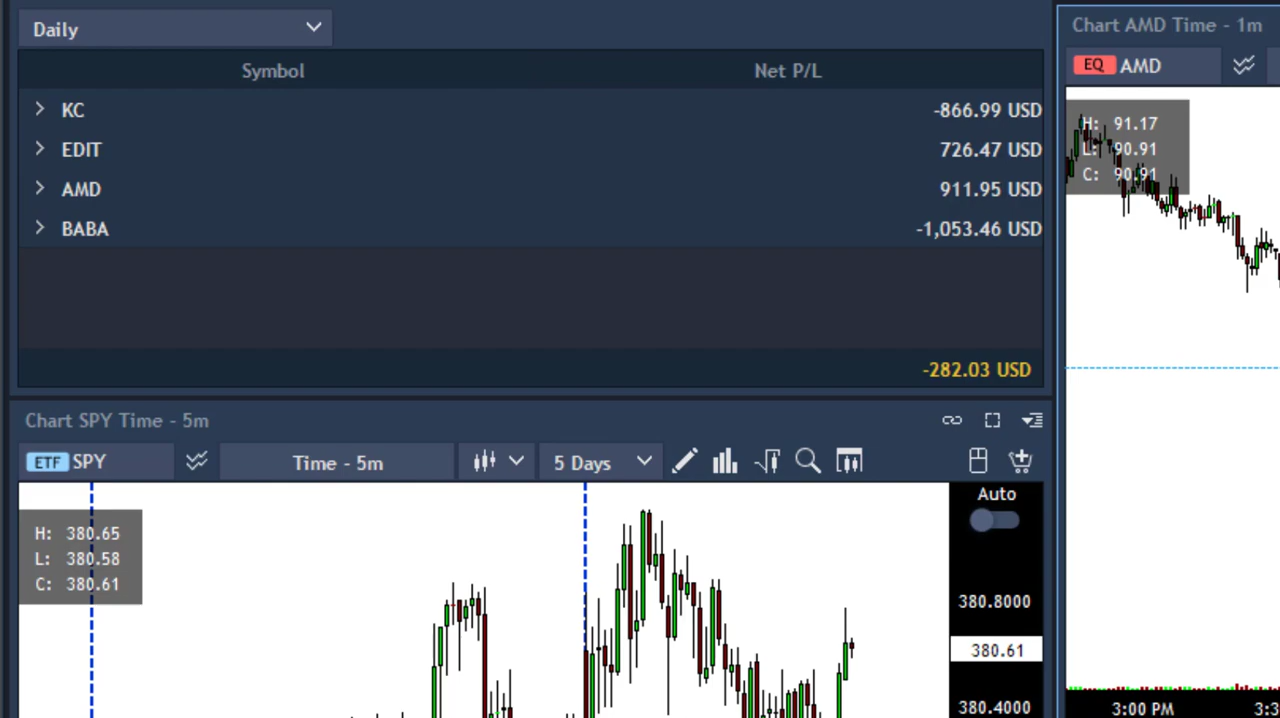 Daily
Symbol Net P/L
KC -866.99 USD
EDIT 726.47 USD
AMD 911.95 USD
BABA -1,053.46 USD
-282.03 USD
Chart SPY Time - 5m
ETF SPY Time - 5m 5 Days
H: 380.65
L: 380.58
C: 380.61
Auto
380.8000
380.61
380.4000
Chart AMD Time - 1m
EQ AMD
H: 91.17
L: 90.91
C: 90.91
3:00 PM